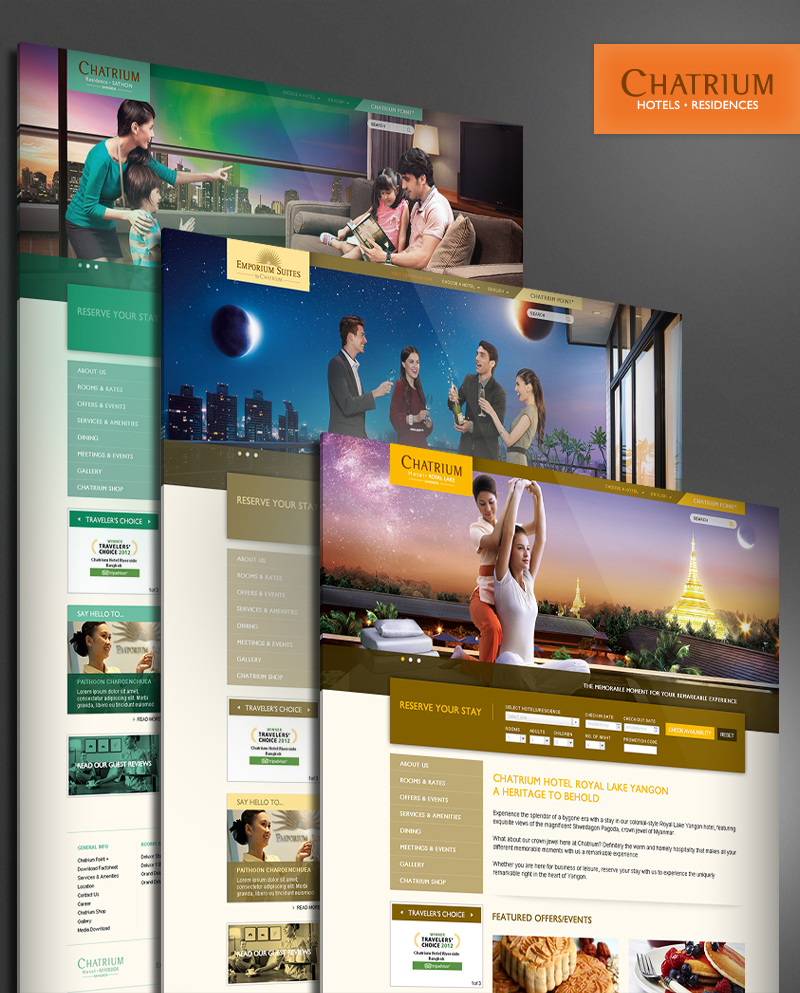 CHATRIUM
HOTELS • RESIDENCES
CHATRIUM
Residence • SATHON
BANGKOK
CHOOSE A HOTEL
ENGLISH
CHATRIUM POINT+
SEARCH
RESERVE YOUR STAY
ABOUT US
ROOMS & RATES
OFFERS & EVENTS
SERVICES & AMENITIES
DINING
MEETINGS & EVENTS
GALLERY
CHATRIUM SHOP
TRAVELER'S CHOICE
WINNER
TRAVELERS'
CHOICE 2012
Chatrium Hotel Riverside
Bangkok
tripadvisor
1of 3
SAY HELLO TO...
EMPORIUM
PAITHOON CHAROENCHUEA
Lorem ipsum dolor sit amet,
consectetur adipiscing elit. Proin
eu libero eu tincidunt euismod
READ MORE
READ OUR GUEST REVIEWS
GENERAL INFO
ROOMS &
Chatrium Point +
Download Factsheet
Services & Amenities
Location
Contact Us
Career
Chatrium Shop
Gallery
Media Download
Deluxe
Deluxe
Grand
Grand
CHATRIUM
Hotel • RIVERSIDE
BANGKOK
EMPORIUM SUITES
by CHATRIUM
CHOOSE A HOTEL
ENGLISH
CHATRIUM POINT+
SEARCH
RESERVE YOUR STAY
ABOUT US
ROOMS & RATES
OFFERS & EVENTS
SERVICES & AMENITIES
DINING
MEETINGS & EVENTS
GALLERY
CHATRIUM SHOP
TRAVELER'S CHOICE
WINNER
TRAVELERS'
CHOICE 2012
Chatrium Hotel Riverside
Bangkok
tripadvisor
1of 3
SAY HELLO TO...
EMPORIUM
PAITHOON CHAROENCHUEA
Lorem ipsum dolor sit amet,
consectetur adipiscing elit. Proin
eu libero eu tincidunt euismod
READ MORE
READ OUR GUEST REVIEWS
CHATRIUM
Hotel • ROYAL LAKE
YANGON
CHOOSE A HOTEL
ENGLISH
CHATRIUM POINT+
SEARCH
THE MEMORABLE MOMENT FOR YOUR REMARKABLE EXPERIENCE
RESERVE YOUR STAY
SELECT HOTELS/RESIDENCE
CHECK-IN DATE
CHECK-OUT DATE
ROOMS
ADULTS
CHILDREN
NO. OF
PROMOTION CODE
CHECK AVAILABILITY
RESET
ABOUT US
ROOMS & RATES
OFFERS & EVENTS
SERVICES & AMENITIES
DINING
MEETINGS & EVENTS
GALLERY
CHATRIUM SHOP
CHATRIUM HOTEL ROYAL LAKE YANGON
A HERITAGE TO BEHOLD
Experience the splendor of a bygone era with a stay in our colonial-style Royal Lake Yangon hotel, featuring
exquisite views of the magnificent Shwedagon Pagoda, crown jewel of Myanmar.
What about our crown jewel here at Chatrium? Definitely the warm and homely hospitality that makes all your
different memorable moments with us a remarkable experience
Whether you are here for business or leisure, reserve your stay with us to experience the uniquely
remarkable right in the heart of Yangon.
TRAVELER'S CHOICE
WINNER
TRAVELERS'
CHOICE 2012
Chatrium Hotel Riverside
Bangkok
tripadvisor
1of 3
FEATURED OFFERS/EVENTS